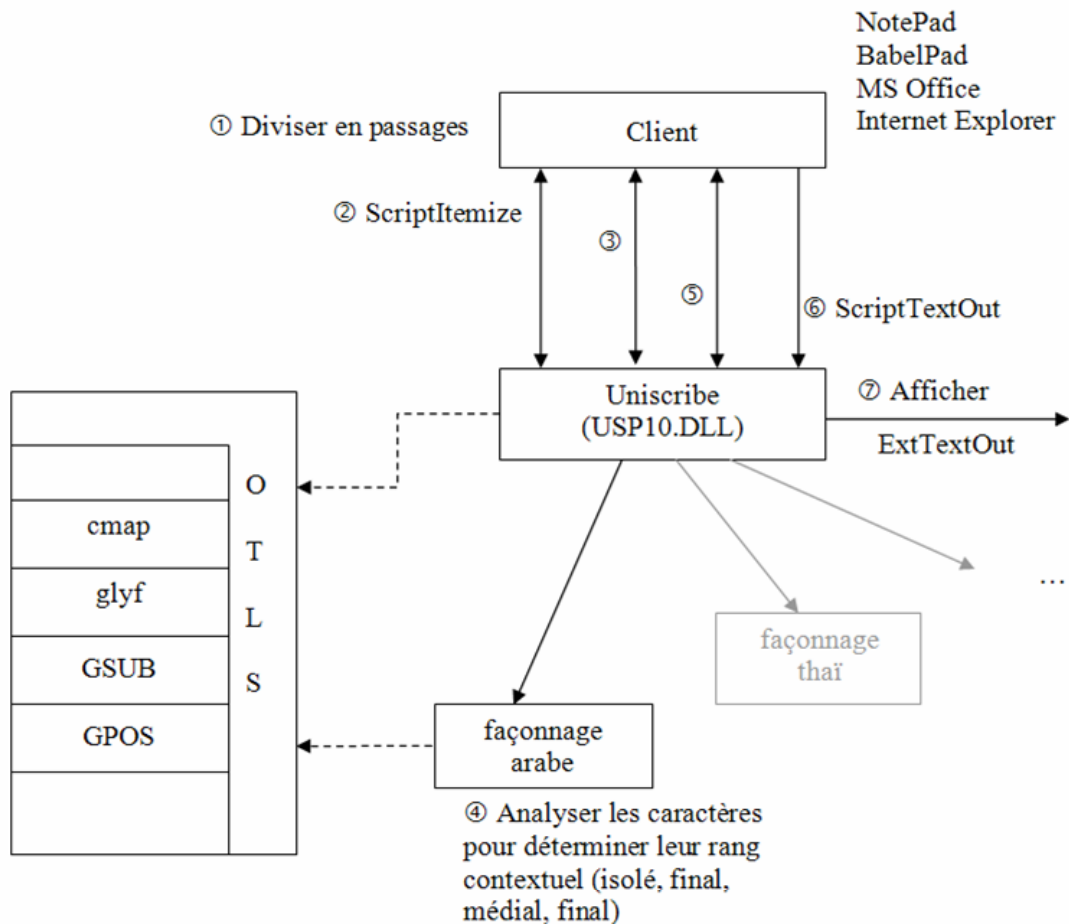 NotePad
BabelPad
MS Office
Internet Explorer
① Diviser en passages
Client
② ScriptItemize
③
⑤
⑥ ScriptTextOut
Uniscribe
(USP10.DLL)
⑦ Afficher
ExtTextOut
O
T
L
S
cmap
glyf
GSUB
GPOS
...
façonnage
thaï
façonnage
arabe
④ Analyser les caractères
pour déterminer leur rang
contextuel (isolé, final,
médial, final)